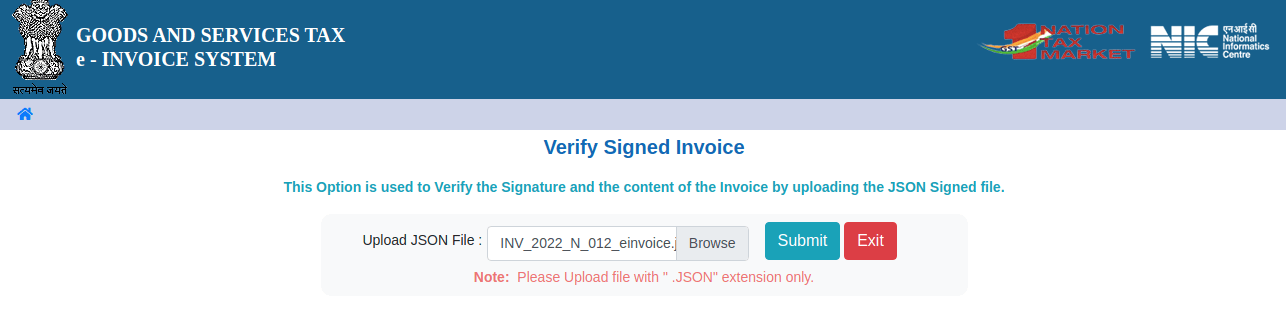 GOODS AND SERVICES TAX
e - INVOICE SYSTEM
सत्यमेव जयते
GST
1 NATION
TAX
MARKET
NIC
एन आई सी
National
Informatics
Centre
Verify Signed Invoice
This Option is used to Verify the Signature and the content of the Invoice by uploading the JSON Signed file.
Upload JSON File : INV_2022_N_012_einvoice.j Browse Submit Exit
Note: Please Upload file with " .JSON" extension only.